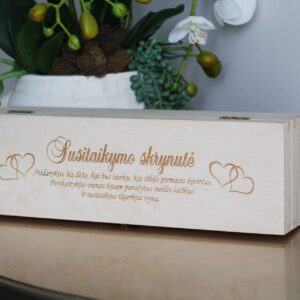 Susitaikymo skrynutė
Atidarykite šią dėžę, kai bus sunku, kai iškils pirmasis kivirčas.
Perskaitykite vienas kitam parašytus meilės laiškus
ir susitaikius išgerkite vyną.